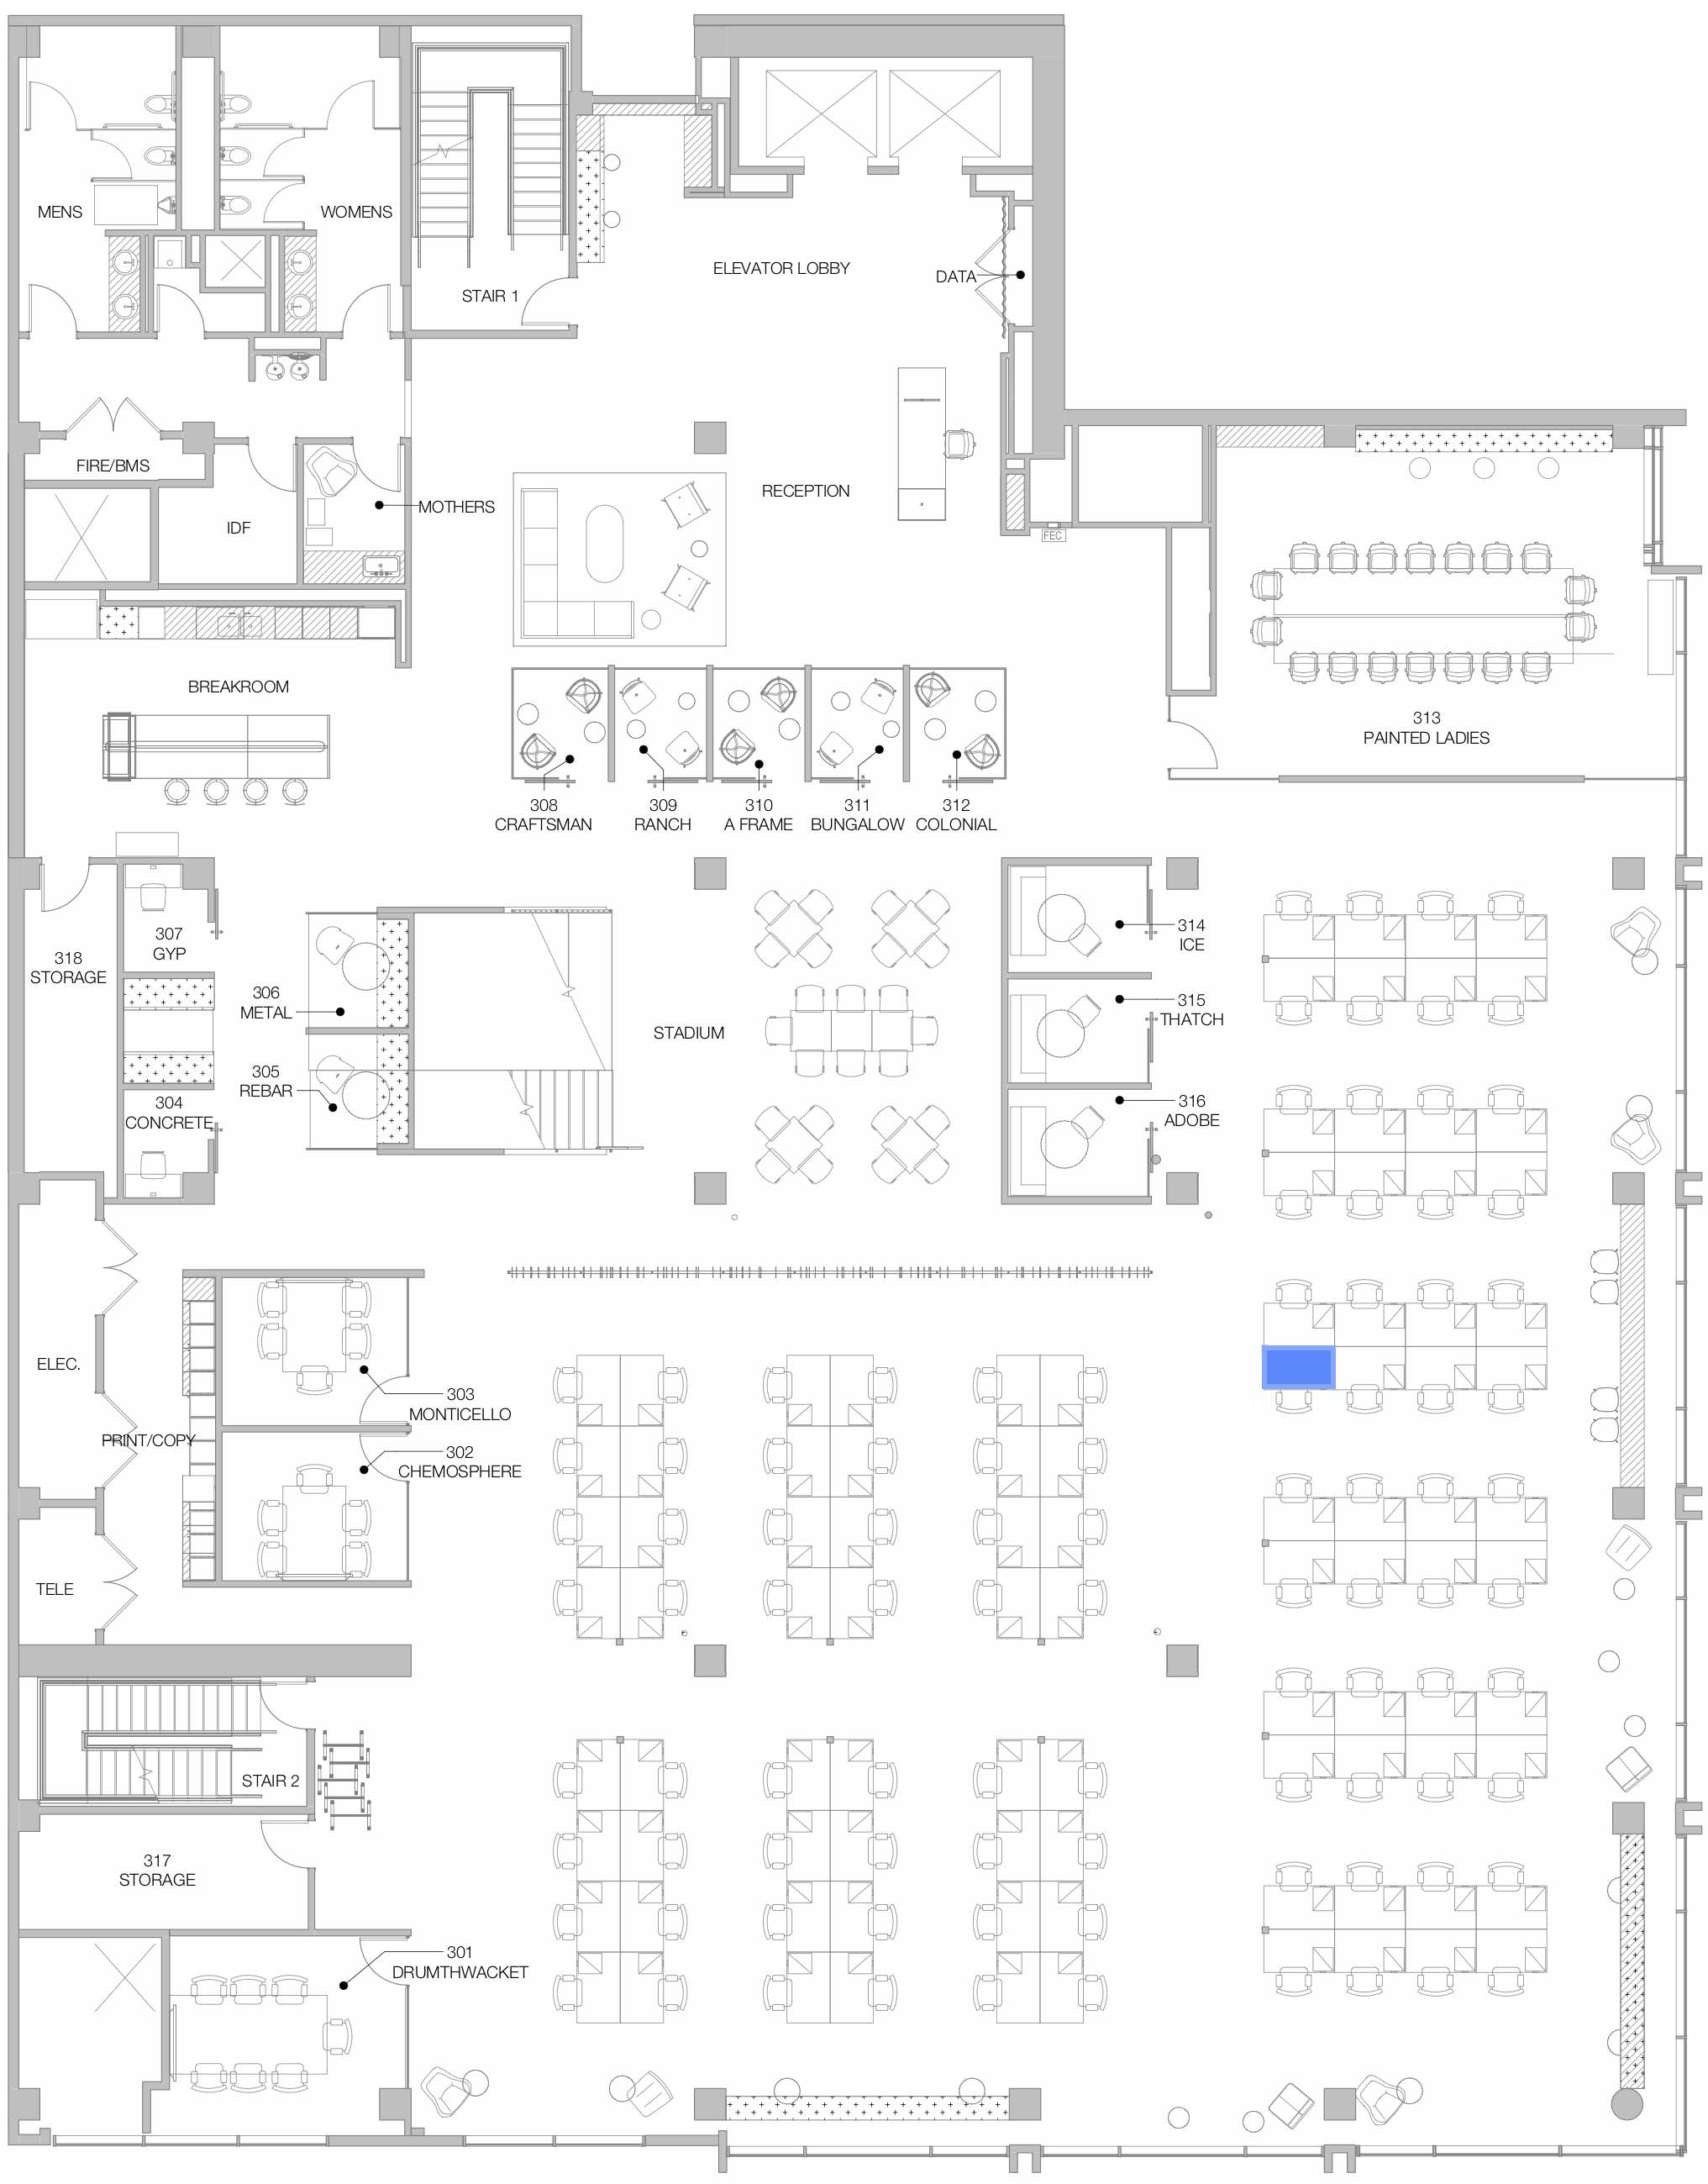 MENS
WOMENS
STAIR 1
ELEVATOR LOBBY
DATA
FIRE/BMS
IDF
MOTHERS
RECEPTION
FEC
BREAKROOM
313
PAINTED LADIES
308
CRAFTSMAN
309
RANCH
310
A FRAME
311
BUNGALOW
312
COLONIAL
307
GYP
318
STORAGE
306
METAL
305
REBAR
304
CONCRETE
STADIUM
314
ICE
315
THATCH
316
ADOBE
ELEC.
303
MONTICELLO
PRINT/COPY
302
CHEMOSPHERE
TELE
STAIR 2
317
STORAGE
301
DRUMTHWACKET